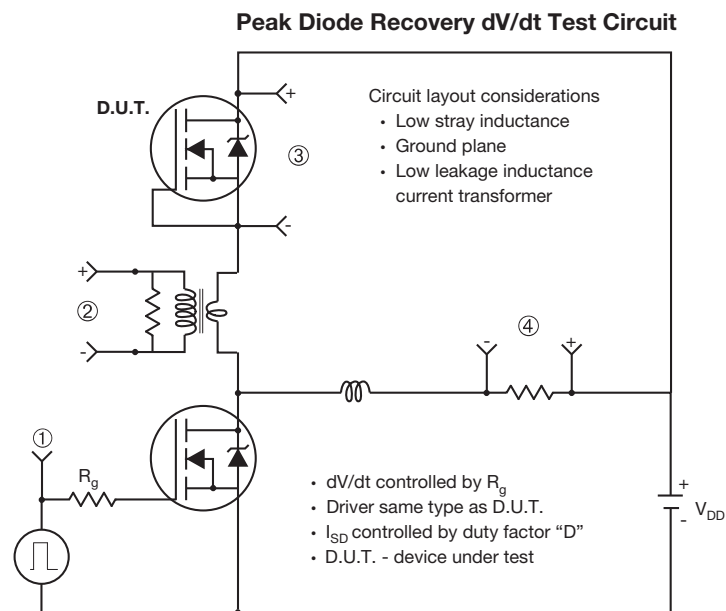 Peak Diode Recovery dV/dt Test Circuit
D.U.T.
+
Circuit layout considerations
• Low stray inductance
• Ground plane
• Low leakage inductance
current transformer
③
-
+
②
-
④
-
+
①
Rg
• dV/dt controlled by Rg
• Driver same type as D.U.T.
• ISD controlled by duty factor “D”
• D.U.T. - device under test
+
VDD
-